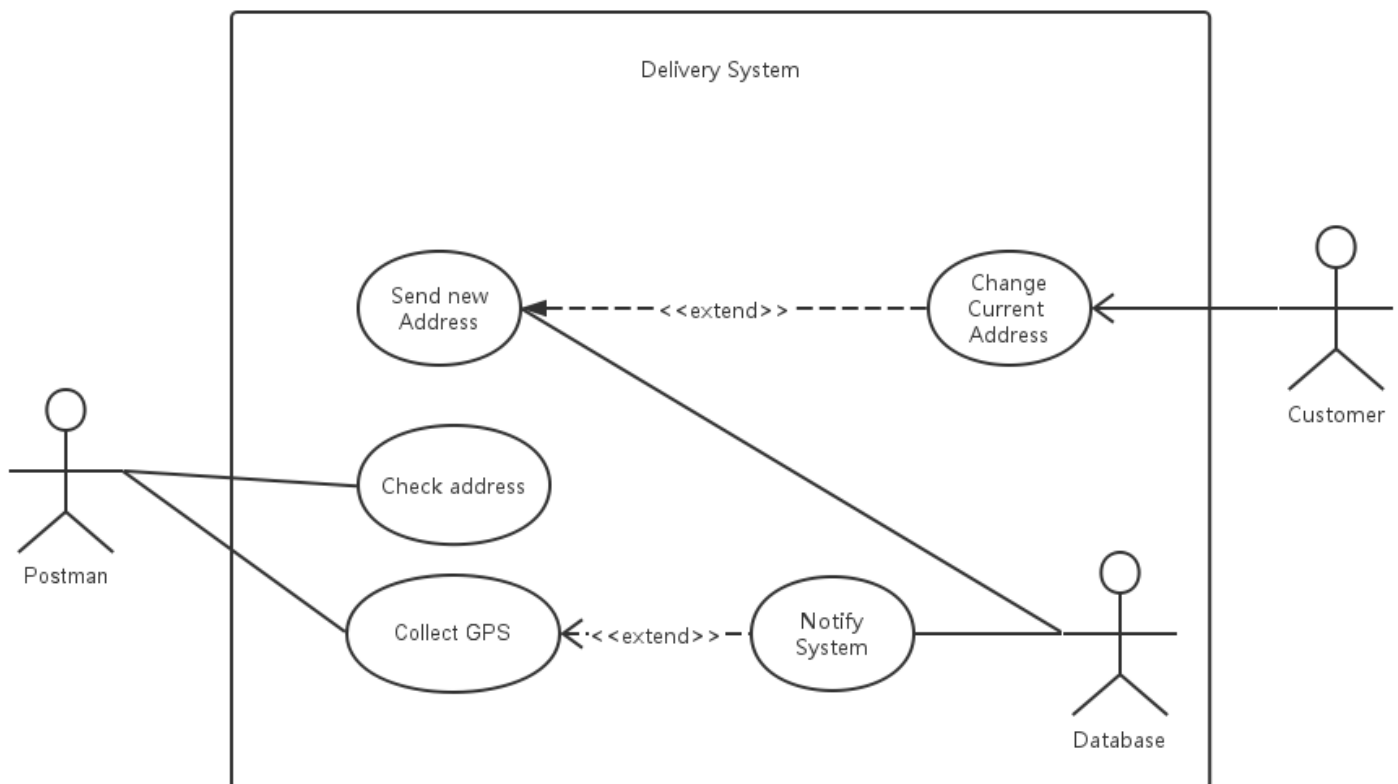 Delivery System
Send new
Address
<<extend>>
Change
Current
Address
Customer
Check address
Postman
Collect GPS
<<extend>>
Notify
System
Database